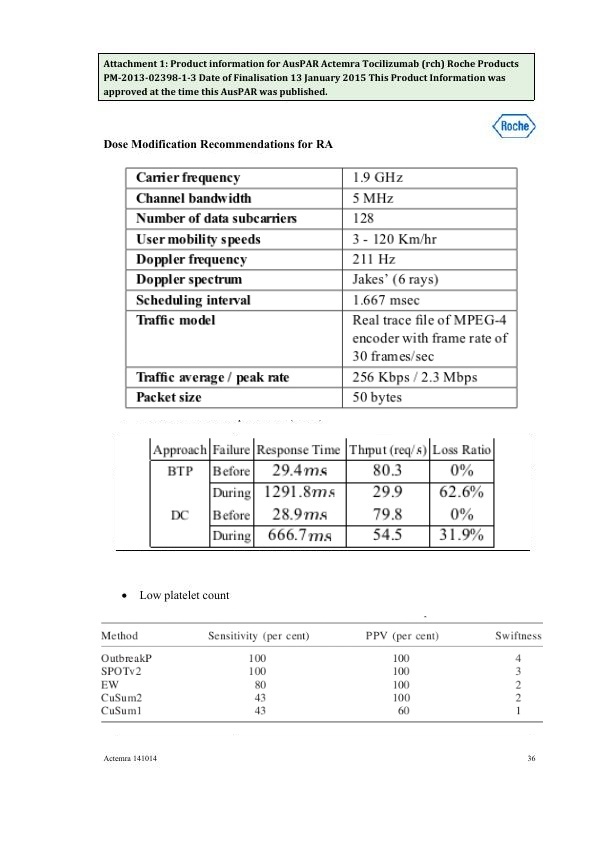 Attachment 1: Product information for AusPAR Actemra Tocilizumab (rch) Roche Products
PM-2013-02398-1-3 Date of Finalisation 13 January 2015 This Product Information was
approved at the time this AusPAR was published.
Roche
Dose Modification Recommendations for RA
Carrier frequency 1.9 GHz
Channel bandwidth 5 MHz
Number of data subcarriers 128
User mobility speeds 3 - 120 Km/hr
Doppler frequency 211 Hz
Doppler spectrum Jakes' (6 rays)
Scheduling interval 1.667 msec
Traffic model Real trace file of MPEG-4
encoder with frame rate of
30 frames/sec
Traffic average / peak rate 256 Kbps / 2.3 Mbps
Packet size 50 bytes
Approach Failure Response Time Thrput (req/s) Loss Ratio
BTP Before 29.4ms 80.3 0%
During 1291.8ms 29.9 62.6%
DC Before 28.9ms 79.8 0%
During 666.7ms 54.5 31.9%
• Low platelet count
Method Sensitivity (per cent) PPV (per cent) Swiftness
OutbreakP 100 100 4
SPOTv2 100 100 3
EW 80 100 2
CuSum2 43 100 2
CuSum1 43 60 1
Actemra 141014 36